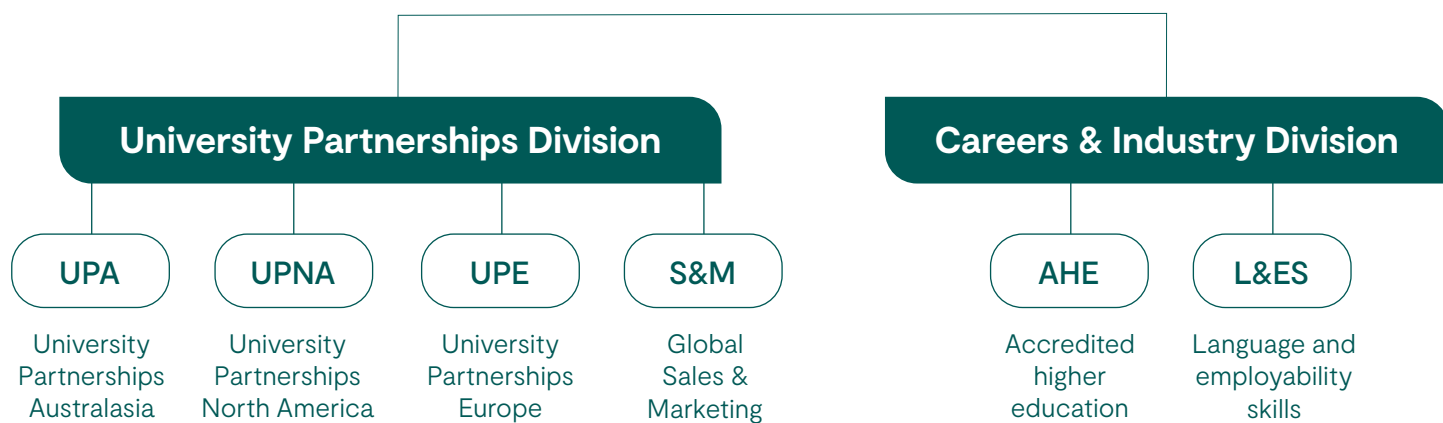 University Partnerships Division
Careers & Industry Division
UPA
UPNA
UPE
S&M
AHE
L&ES
University
Partnerships
Australasia
University
Partnerships
North America
University
Partnerships
Europe
Global
Sales &
Marketing
Accredited
higher
education
Language and
employability
skills